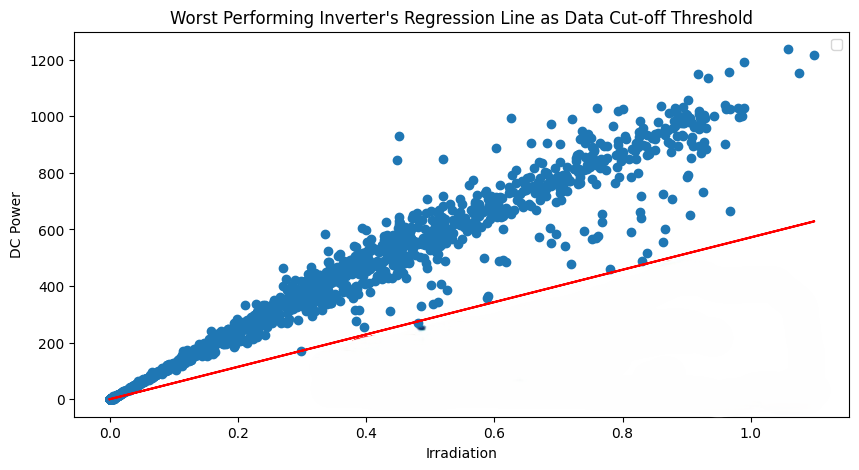 Worst Performing Inverter's Regression Line as Data Cut-off Threshold
1200
1000
800
600
400
200
0
DC Power
0.0 0.2 0.4 0.6 0.8 1.0
Irradiation